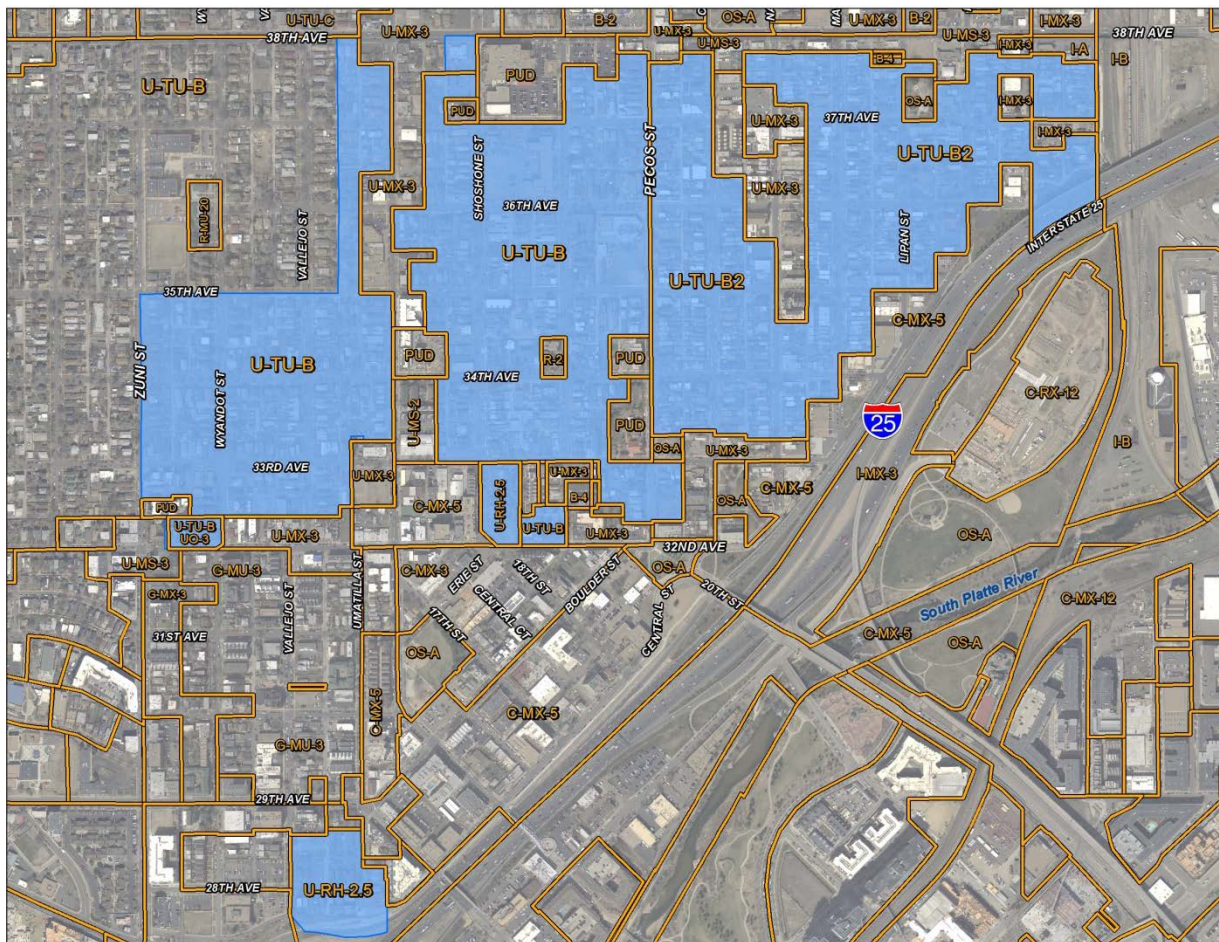 U-TU-C
U-MX-3
B-2
U-MX-3
OS-A
U-MX-3
B-2
I-MX-3
38TH AVE
U-MS-3
U-MS-3
I-MX-3
I-A
38TH AVE
I-B
PUD
B-4
U-TU-B
PUD
OS-A
I-MX-3
U-MX-3
37TH AVE
I-MX-3
SHOSHONE ST
PECOS ST
U-TU-B2
U-MX-3
U-MX-3
R-MU-20
36TH AVE
VALLEJO ST
LIPAN ST
INTERSTATE 25
U-TU-B
U-TU-B2
35TH AVE
C-MX-5
ZUNI ST
U-TU-B
PUD
R-2
PUD
WYANDOT ST
34TH AVE
C-RX-12
U-MS-2
25
PUD
I-B
OS-A
U-MX-3
33RD AVE
U-MX-3
U-MX-3
I-MX-3
C-MX-5
U-RH-2.5
B-4
OS-A
C-MX-5
PUD
U-TU-B
UO-3
U-MX-3
U-TU-B
U-MX-3
OS-A
32ND AVE
U-MS-3
G-MU-3
UMATILLA ST
C-MX-3
ERIE ST
18TH ST
BOULDER ST
OS-A
20TH ST
South Platte River
C-MX-12
G-MX-3
VALLEJO ST
CENTRAL CT
CENTRAL ST
31ST AVE
17TH ST
C-MX-5
OS-A
OS-A
C-MX-5
C-MX-5
G-MU-3
29TH AVE
28TH AVE
U-RH-2.5